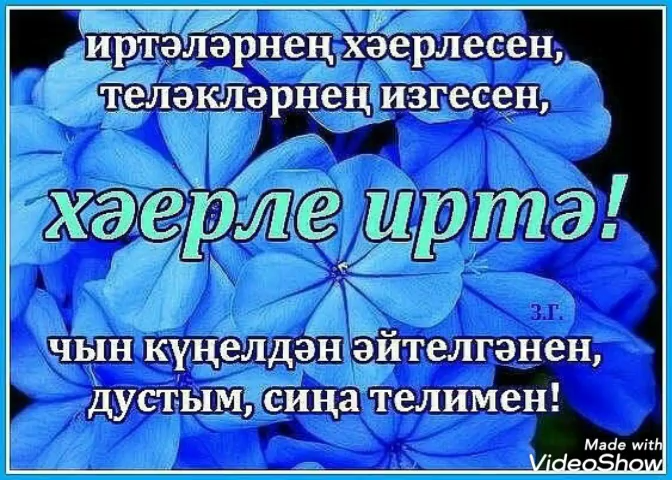 иртәләрнең хәерлесен,
теләкләрнең изгесен,
хәерле иртә!
З.Г.
чын күңелдән әйтелгәнен,
дустым, сиңа телимен!
Made with
VideoShow